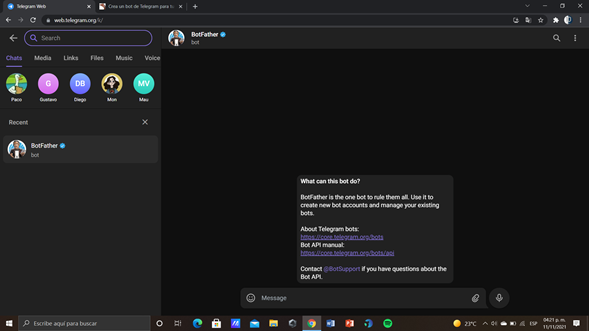 Telegram Web
Crea un bot de Telegram para te
web.telegram.org/k/
Search
Chats Media Links Files Music Voice
G DB MV
Paco Gustavo Diego Mon Mau
Recent
BotFather
bot
BotFather
bot
What can this bot do?
BotFather is the one bot to rule them all. Use it to
create new bot accounts and manage your existing
bots.
About Telegram bots:
https://core.telegram.org/bots
Bot API manual:
https://core.telegram.org/bots/api
Contact @BotSupport if you have questions about the
Bot API.
Message
Escribe aquí para buscar
23°C
ESP
04:21 p. m.
11/11/2021